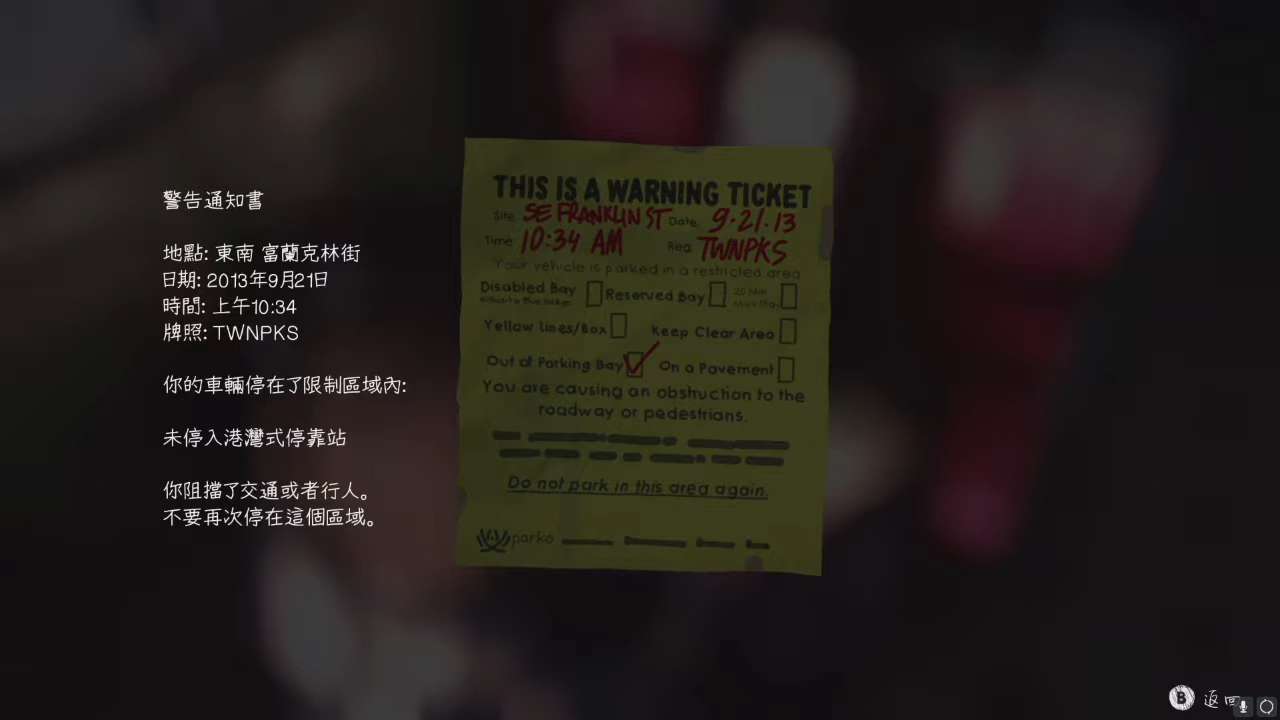 警告通知書
地點: 東南 富蘭克林街
日期: 2013年9月21日
時間: 上午10:34
牌照: TWNPKS
你的車輛停在了限制區域內:
未停入港灣式停靠站
你阻擋了交通或者行人。
不要再次停在這個區域。
THIS IS A WARNING TICKET
Site: SE FRANKLIN ST Date: 9·21·13
Time: 10:34 AM Reg: TWNPKS
Your vehicle is parked in a restricted area
Disabled Bay Reserved Bay
Yellow Lines/Box Keep Clear Area
Out of Parking Bay On a Pavement
You are causing an obstruction to the
roadway or pedestrians.
Do not park in this area again.
parko
B 返回